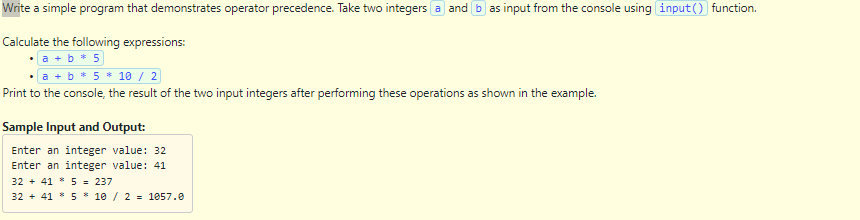 Write a simple program that demonstrates operator precedence. Take two integers a and b as input from the console using input() function.
Calculate the following expressions:
• a + b * 5
• a + b * 5 * 10 / 2
Print to the console, the result of the two input integers after performing these operations as shown in the example.
Sample Input and Output:
Enter an integer value: 32
Enter an integer value: 41
32 + 41 * 5 = 237
32 + 41 * 5 * 10 / 2 = 1057.0